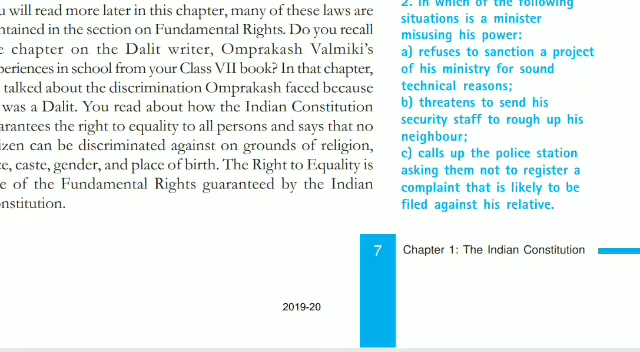 u will read more later in this chapter, many of these laws are
ntained in the section on Fundamental Rights. Do you recall
e chapter on the Dalit writer, Omprakash Valmiki's
periences in school from your Class VII book? In that chapter,
talked about the discrimination Omprakash faced because
was a Dalit. You read about how the Indian Constitution
arantees the right to equality to all persons and says that no
izen can be discriminated against on grounds of religion,
ce, caste, gender, and place of birth. The Right to Equality is
e of the Fundamental Rights guaranteed by the Indian
nstitution.
2. In which of the following
situations is a minister
misusing his power:
a) refuses to sanction a project
of his ministry for sound
technical reasons;
b) threatens to send his
security staff to rough up his
neighbour;
c) calls up the police station
asking them not to register a
complaint that is likely to be
filed against his relative.
7 Chapter 1: The Indian Constitution
2019-20